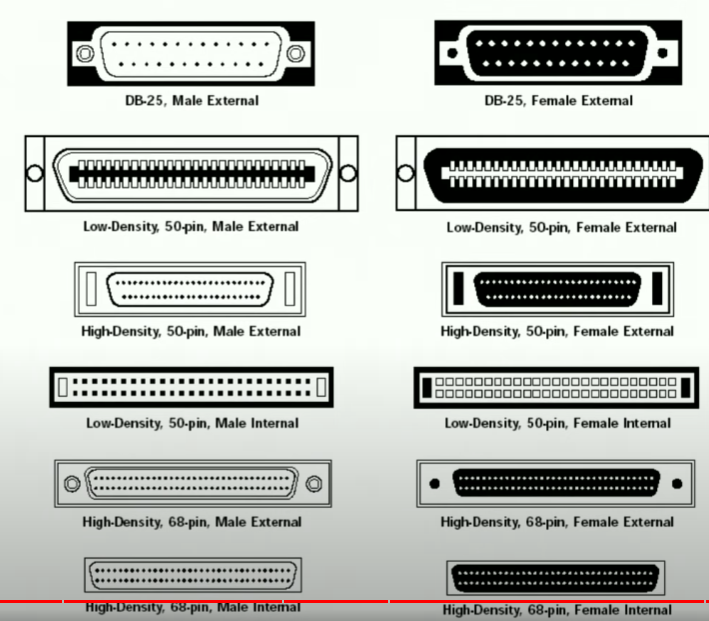 DB-25, Male External
DB-25, Female External
Low-Density, 50-pin, Male External
Low-Density, 50-pin, Female External
High-Density, 50-pin, Male External
High-Density, 50-pin, Female External
Low-Density, 50-pin, Male Internal
Low-Density, 50-pin, Female Internal
High-Density, 68-pin, Male External
High-Density, 68-pin, Female External
High-Density, 68-pin, Male Internal
High-Density, 68-pin, Female Internal